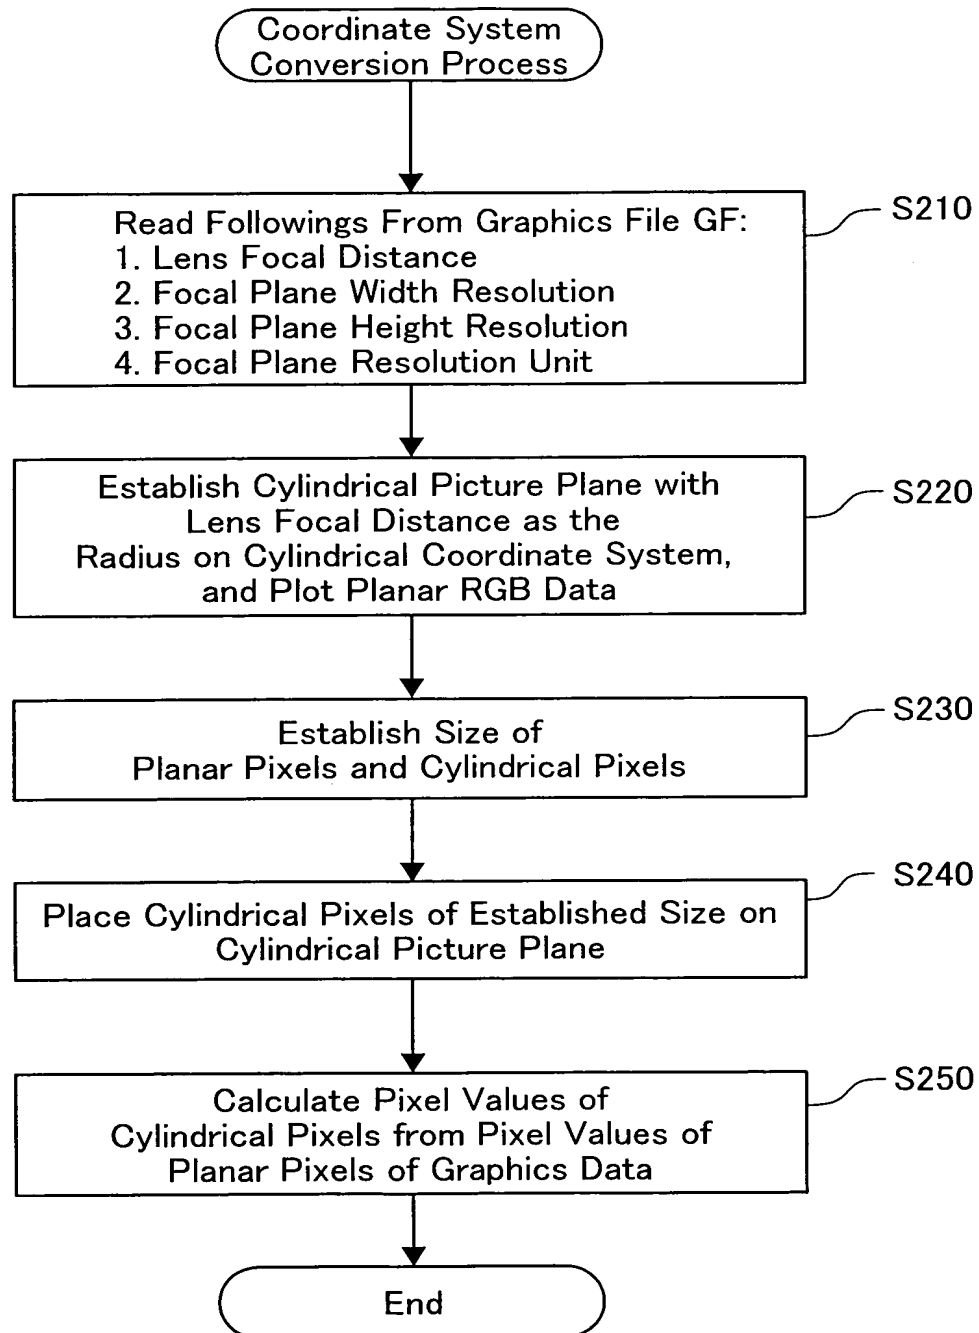 Coordinate System
Conversion Process
S210
Read Followings From Graphics File GF:
1. Lens Focal Distance
2. Focal Plane Width Resolution
3. Focal Plane Height Resolution
4. Focal Plane Resolution Unit
S220
Establish Cylindrical Picture Plane with
Lens Focal Distance as the
Radius on Cylindrical Coordinate System,
and Plot Planar RGB Data
S230
Establish Size of
Planar Pixels and Cylindrical Pixels
S240
Place Cylindrical Pixels of Established Size on
Cylindrical Picture Plane
S250
Calculate Pixel Values of
Cylindrical Pixels from Pixel Values of
Planar Pixels of Graphics Data
End